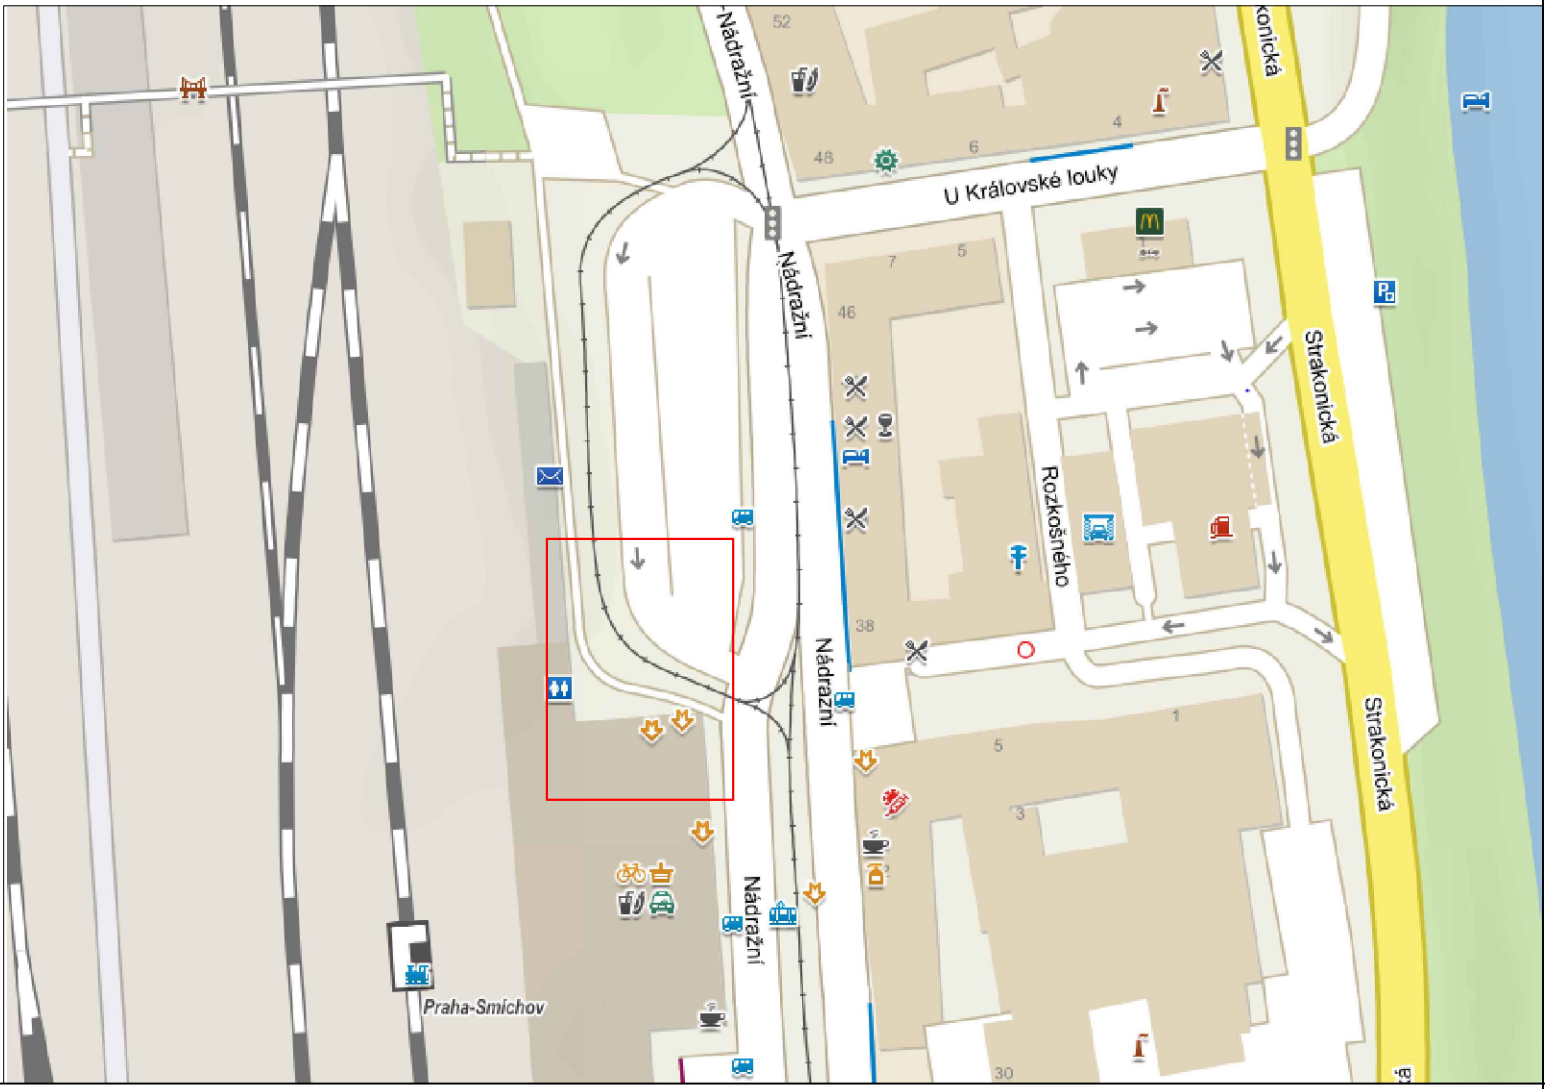 Nádražní
52
konická
4
6
48
U Královské louky
7
5
Nádražní
46
Strakonická
Rozkošného
38
Nádražní
Strakonická
1
5
3
Nádražní
Praha-Smíchov
30